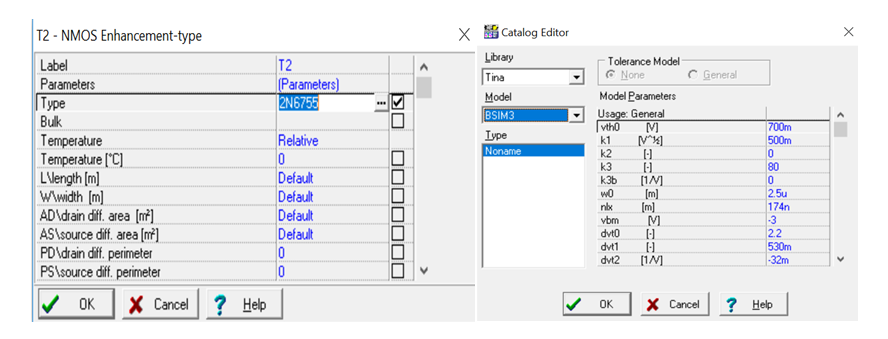 T2 - NMOS Enhancement-type
Label T2
Parameters (Parameters)
Type 2N6755 ...
Bulk
Temperature Relative
Temperature [°C] 0
L\length [m] Default
W\width [m] Default
AD\drain diff. area [m²] Default
AS\source diff. area [m²] Default
PD\drain diff. perimeter 0
PS\source diff. perimeter 0
OK Cancel ? Help
Catalog Editor
Library
Tina
Model
BSIM3
Type
Noname
Tolerance Model
None General
Model Parameters
Usage: General
vth0 [V] 700m
k1 [V^½] 500m
k2 [-] 0
k3 [-] 80
k3b [1/V] 0
w0 [m] 2.5u
nlx [m] 174n
vbm [V] -3
dvt0 [-] 2.2
dvt1 [-] 530m
dvt2 [1/V] -32m
OK Cancel ? Help